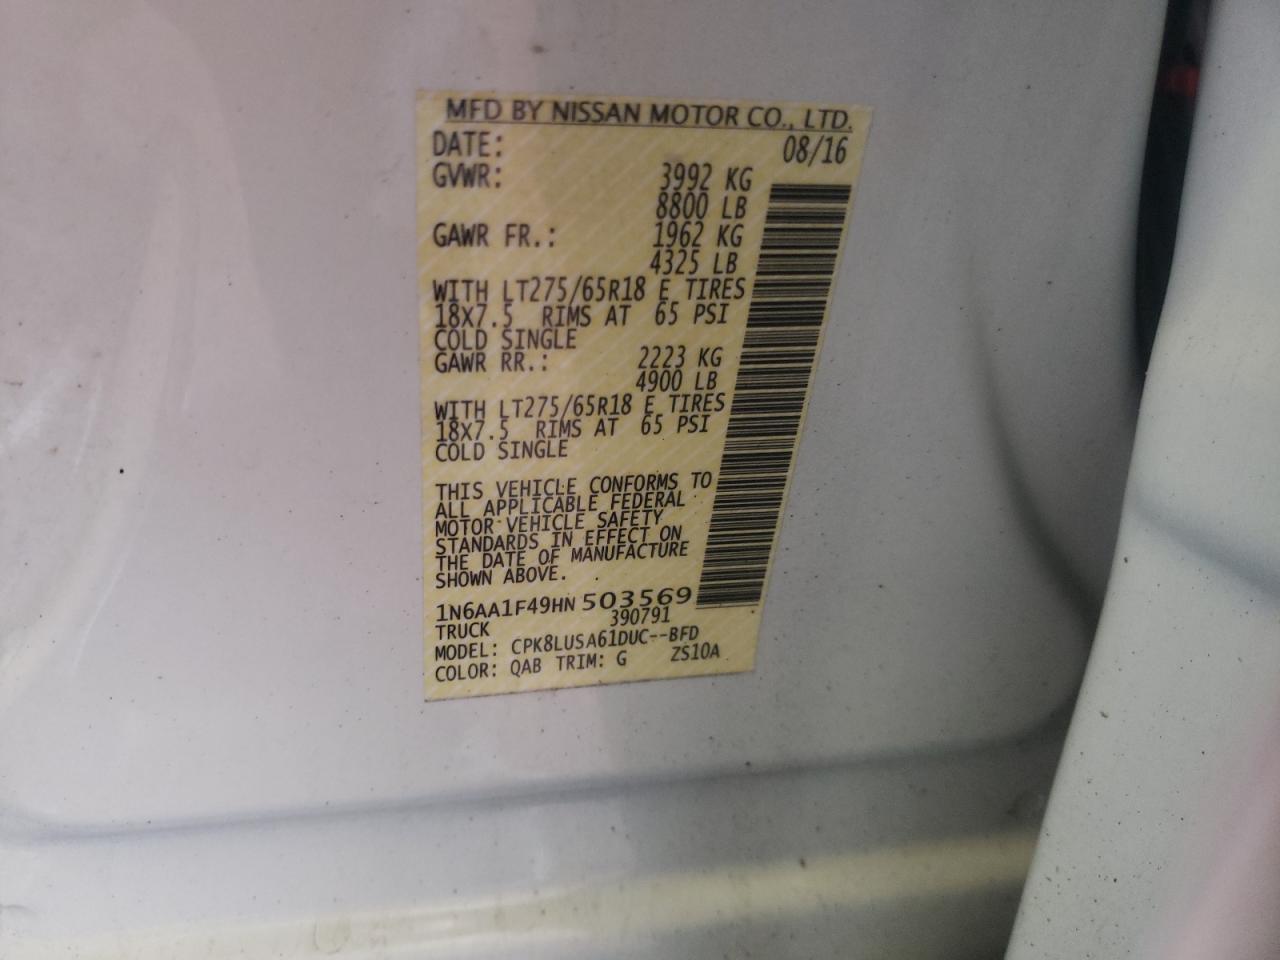 MFD BY NISSAN MOTOR CO., LTD.
DATE: 08/16
GVWR: 3992 KG
8800 LB
GAWR FR.: 1962 KG
4325 LB
WITH LT275/65R18 E TIRES
18X7.5 RIMS AT 65 PSI
COLD SINGLE
GAWR RR.: 2223 KG
4900 LB
WITH LT275/65R18 E TIRES
18X7.5 RIMS AT 65 PSI
COLD SINGLE
THIS VEHICLE CONFORMS TO
ALL APPLICABLE FEDERAL
MOTOR VEHICLE SAFETY
STANDARDS IN EFFECT ON
THE DATE OF MANUFACTURE
SHOWN ABOVE.
1N6AA1F49HN 503569
TRUCK 390791
MODEL: CPK8LUSA61DUC--BFD
COLOR: QAB TRIM: G ZS10A